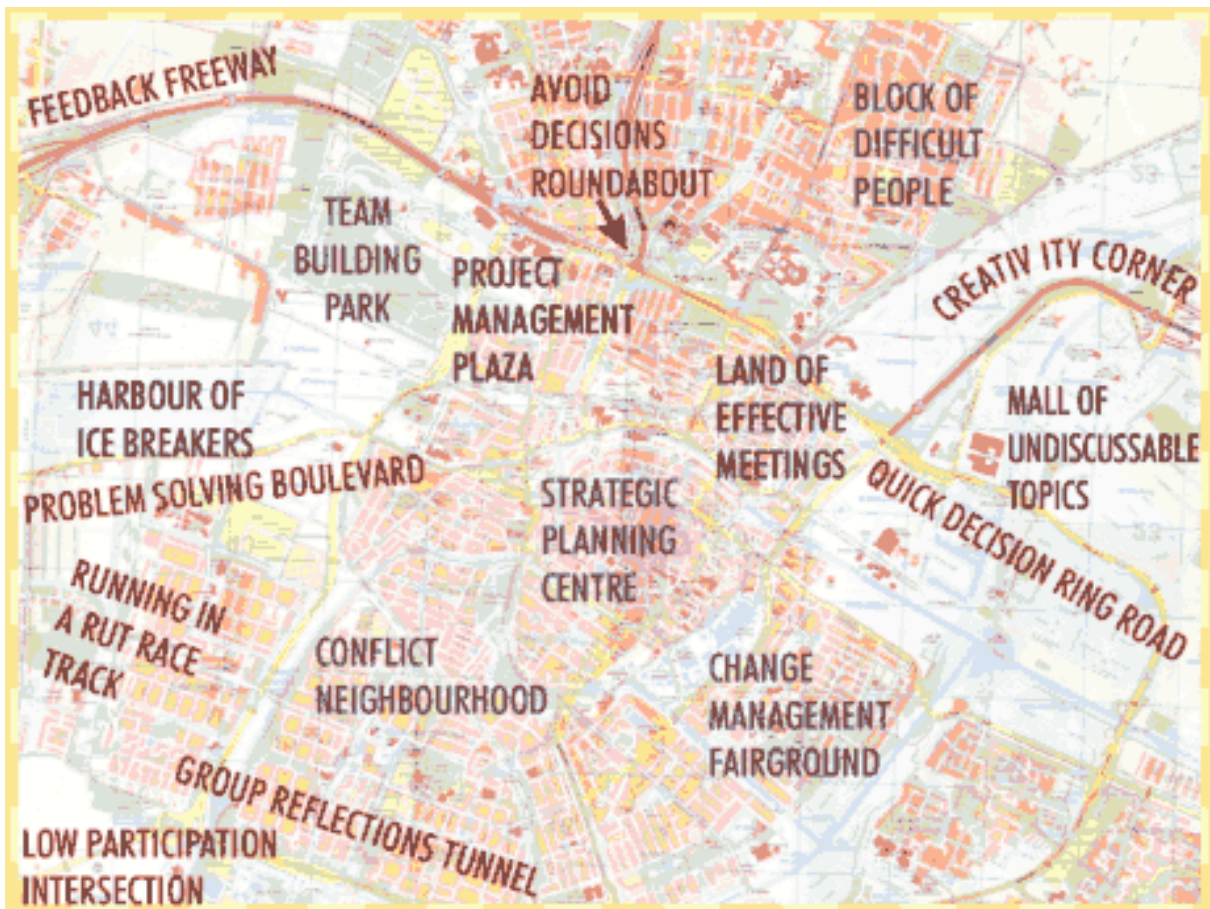 FEEDBACK FREEWAY
AVOID
DECISIONS
ROUNDABOUT
BLOCK OF
DIFFICULT
PEOPLE
TEAM
BUILDING
PARK
PROJECT
MANAGEMENT
PLAZA
CREATIV ITY CORNER
HARBOUR OF
ICE BREAKERS
LAND OF
EFFECTIVE
MEETINGS
MALL OF
UNDISCUSSABLE
TOPICS
PROBLEM SOLVING BOULEVARD
STRATEGIC
PLANNING
CENTRE
QUICK DECISION RING ROAD
RUNNING IN
A RUT RACE
TRACK
CONFLICT
NEIGHBOURHOOD
CHANGE
MANAGEMENT
FAIRGROUND
GROUP REFLECTIONS TUNNEL
LOW PARTICIPATION
INTERSECTION